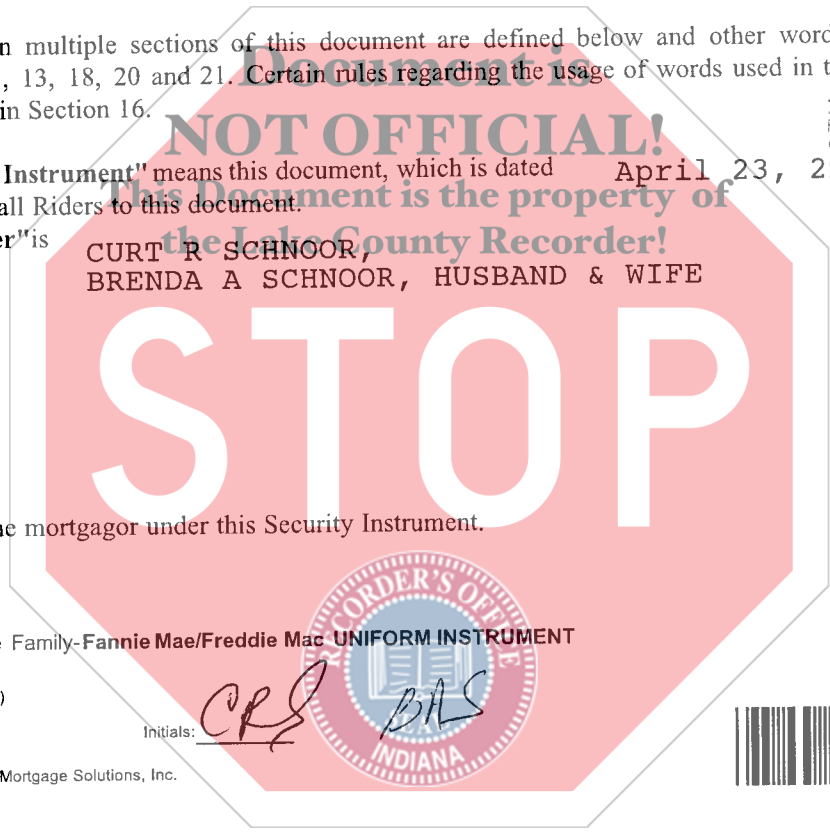 n multiple sections of this document are defined below and other word
, 13, 18, 20 and 21. Certain rules regarding the usage of words used in t
in Section 16.
Document is
NOT OFFICIAL!
This Document is the property of
the Lake County Recorder!
Instrument" means this document, which is dated April 23, 2
all Riders to this document.
er" is
CURT R SCHNOOR,
BRENDA A SCHNOOR, HUSBAND & WIFE
STOP
e mortgagor under this Security Instrument.
Family-Fannie Mae/Freddie Mac UNIFORM INSTRUMENT
)
RECORDER'S OFFICE
SEAL
INDIANA
Initials: CRS BAS
Mortgage Solutions, Inc.